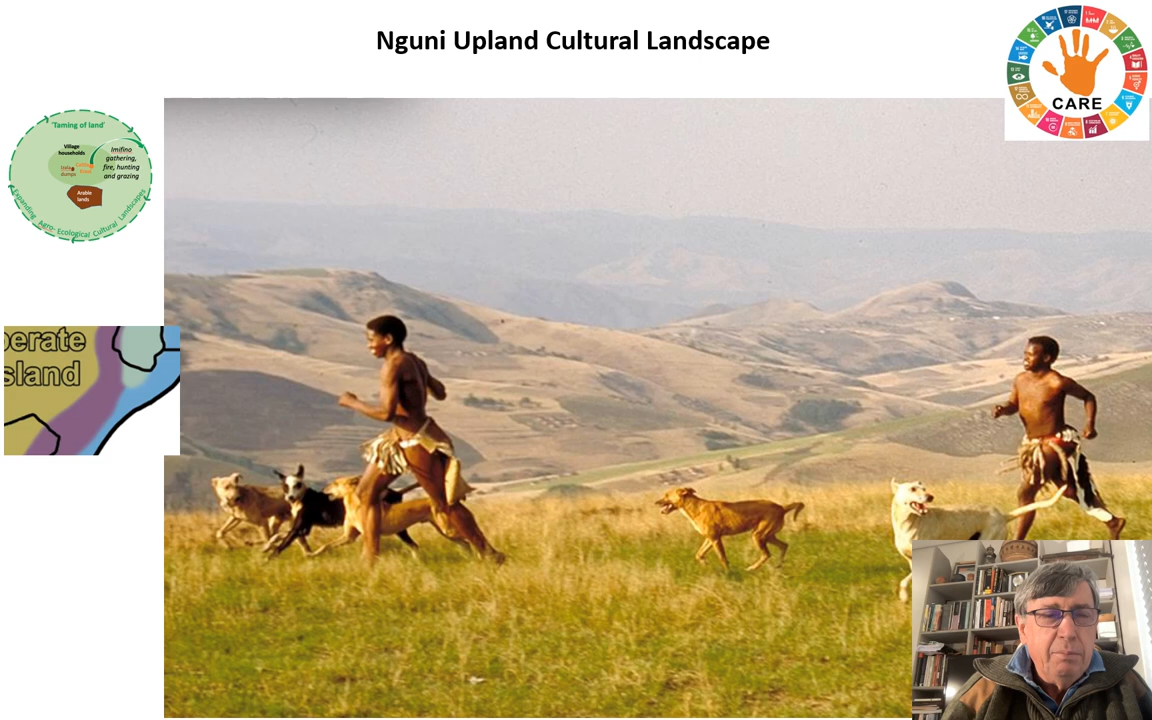 Nguni Upland Cultural Landscape
CARE
'Taming of land'
Village
households
Imifino
gathering,
fire, hunting
and grazing
Arable
lands
Expanding Agro-Ecological Cultural Landscapes
perate
sland